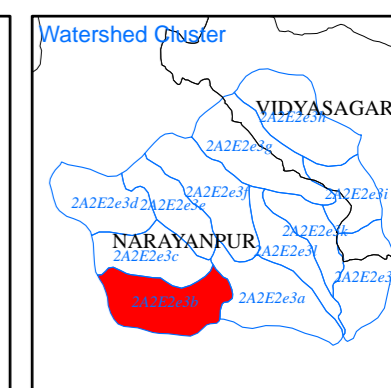 Watershed Cluster
VIDYASAGAR
2A2E2e3h
2A2E2e3g
2A2E2e3i
2A2E2e3f
2A2E2e3d
2A2E2e3e
2A2E2e3k
NARAYANPUR
2A2E2e3l
2A2E2e3c
2A2E2e3
2A2E2e3b
2A2E2e3a